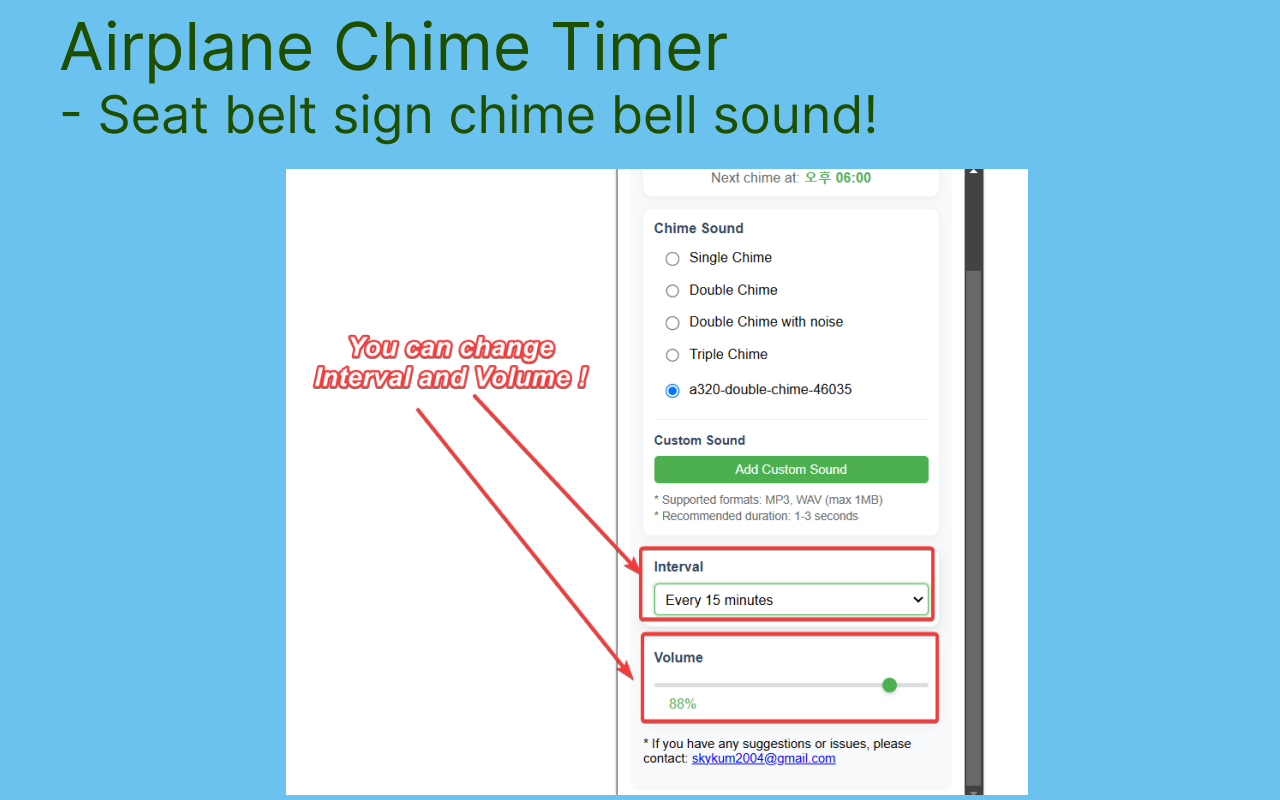 Airplane Chime Timer
- Seat belt sign chime bell sound!
Next chime at: 오후 06:00
Chime Sound
Single Chime
Double Chime
Double Chime with noise
Triple Chime
a320-double-chime-46035
You can change
Interval and Volume !
Custom Sound
Add Custom Sound
* Supported formats: MP3, WAV (max 1MB)
* Recommended duration: 1-3 seconds
Interval
Every 15 minutes
Volume
88%
* If you have any suggestions or issues, please
contact: skykum2004@gmail.com